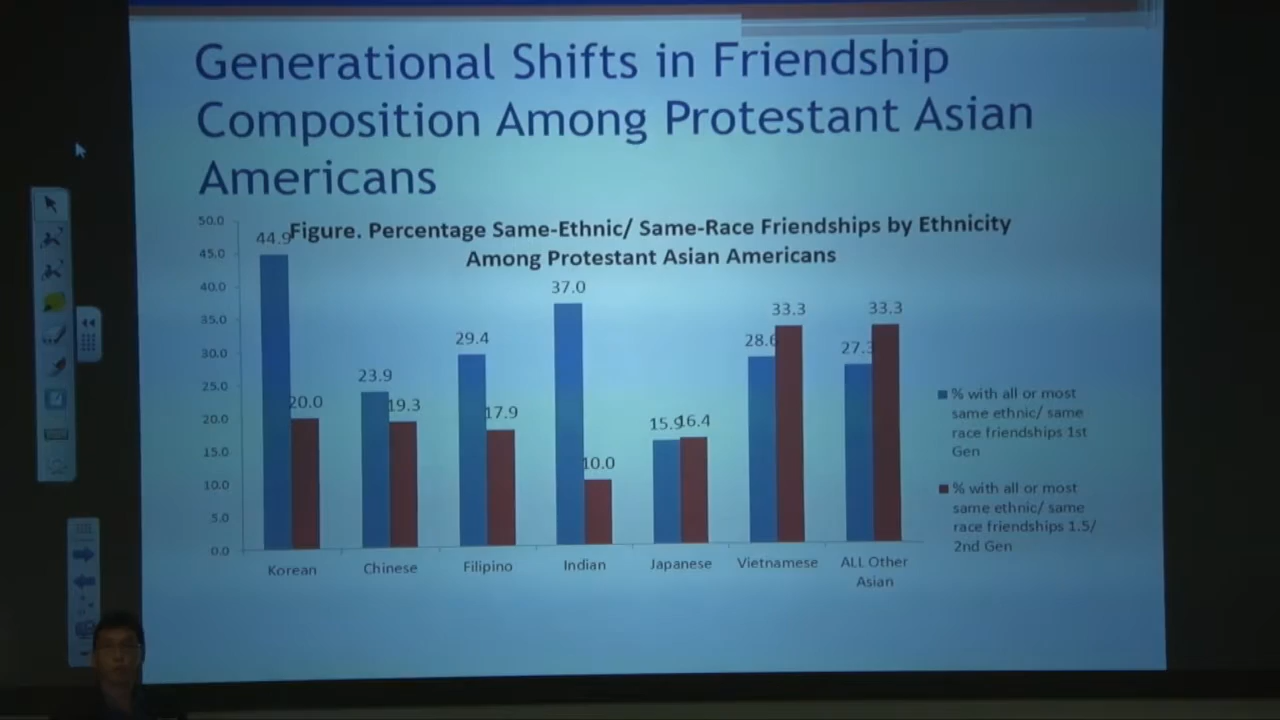 Generational Shifts in Friendship
Composition Among Protestant Asian
Americans
Figure. Percentage Same-Ethnic/ Same-Race Friendships by Ethnicity
Among Protestant Asian Americans
50.0
45.0
40.0
35.0
30.0
25.0
20.0
15.0
10.0
5.0
0.0
44.9
20.0
23.9
19.3
29.4
17.9
37.0
10.0
15.9
16.4
28.6
33.3
27.3
33.3
Korean
Chinese
Filipino
Indian
Japanese
Vietnamese
ALL Other
Asian
% with all or most
same ethnic/ same
race friendships 1st
Gen
% with all or most
same ethnic/ same
race friendships 1.5/
2nd Gen